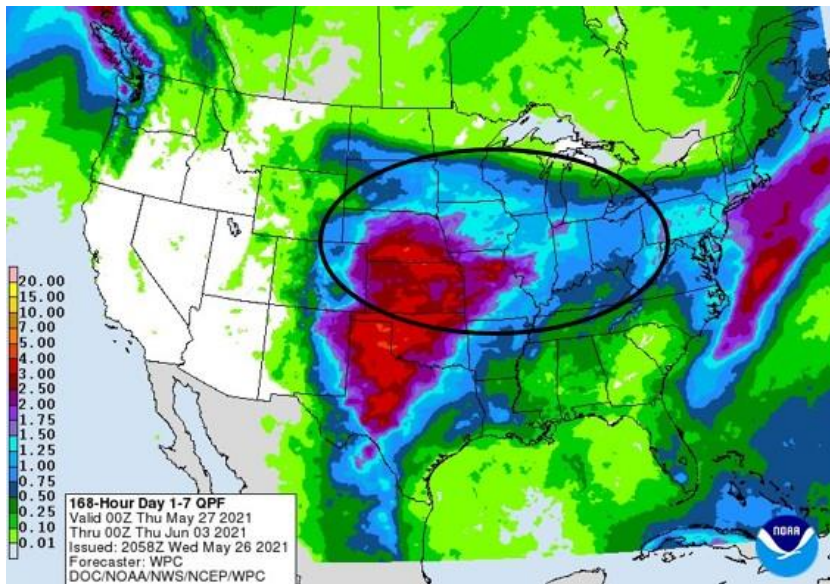 20.00
15.00
10.00
7.00
5.00
4.00
3.00
2.50
2.00
1.75
1.50
1.25
1.00
0.75
0.50
0.25
0.10
0.01
168-Hour Day 1-7 QPF
Valid 00Z Thu May 27 2021
Thru 00Z Thu Jun 03 2021
Issued: 2058Z Wed May 26 2021
Forecaster: WPC
DOC/NOAA/NWS/NCEP/WPC
NOAA